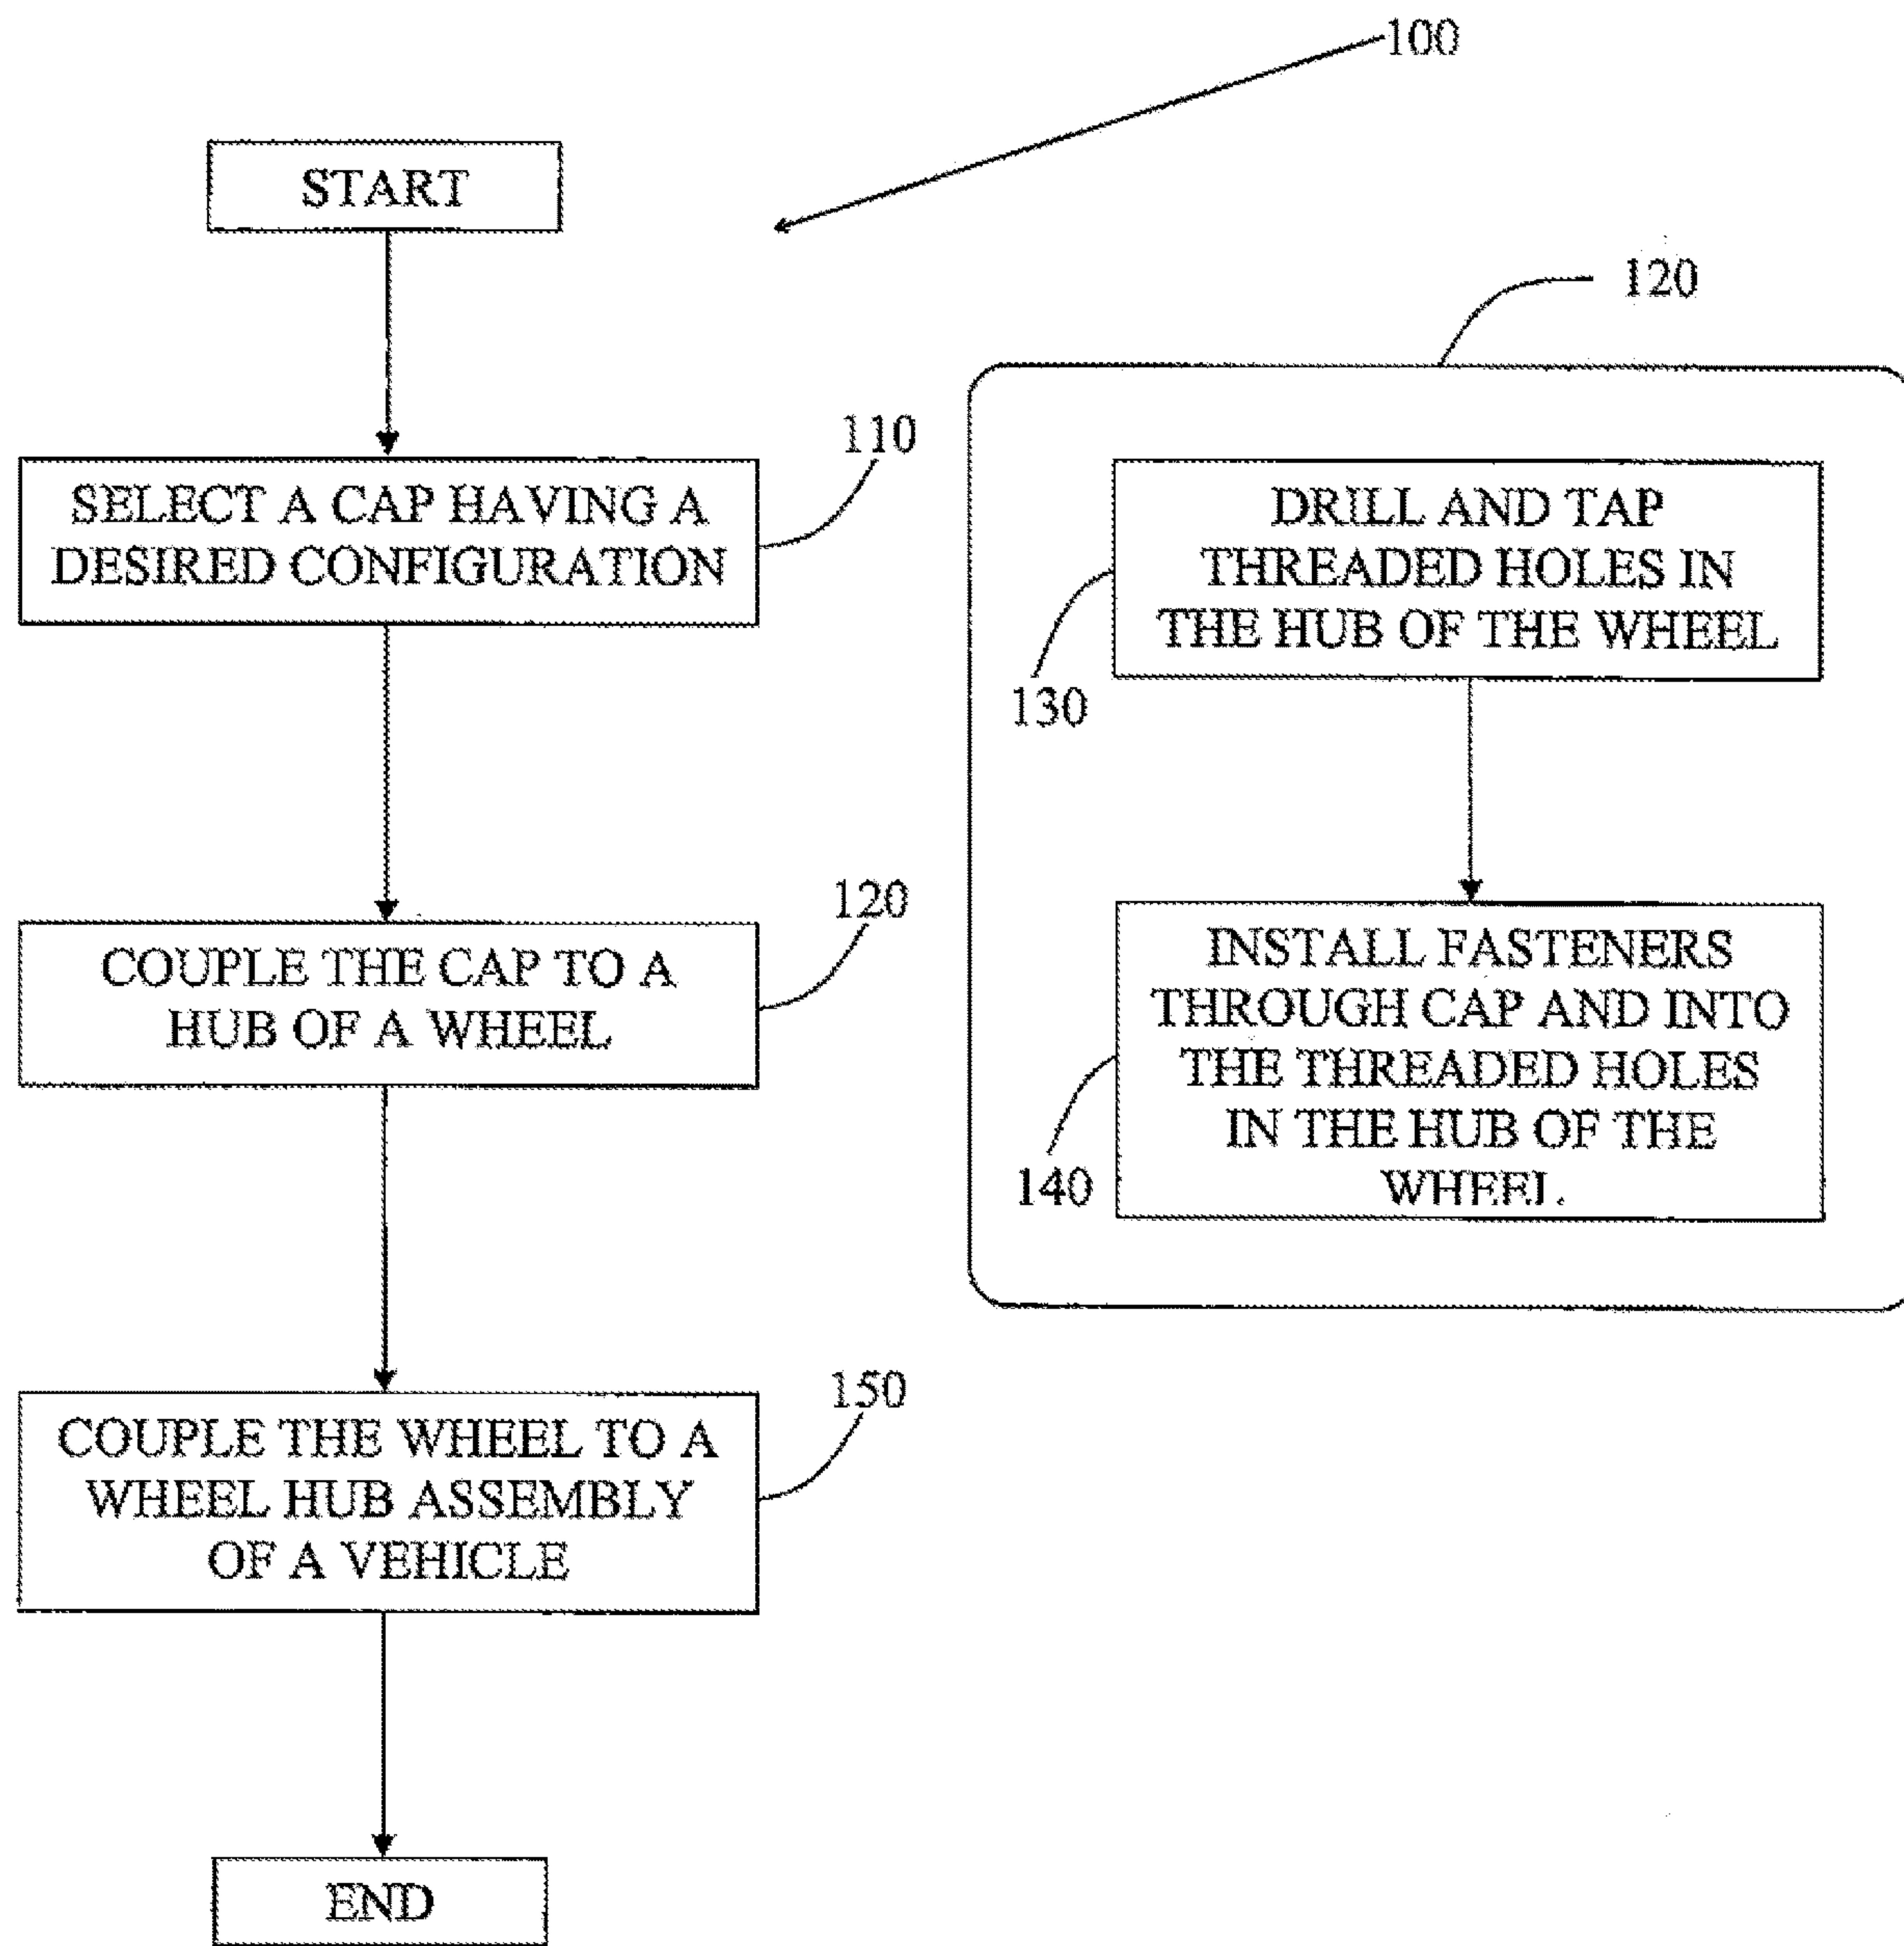 100
START
SELECT A CAP HAVING A
DESIRED CONFIGURATION
110
COUPLE THE CAP TO A
HUB OF A WHEEL
120
COUPLE THE WHEEL TO A
WHEEL HUB ASSEMBLY
OF A VEHICLE
150
END
120
DRILL AND TAP
THREADED HOLES IN
THE HUB OF THE WHEEL
130
INSTALL FASTENERS
THROUGH CAP AND INTO
THE THREADED HOLES
IN THE HUB OF THE
WHEEL.
140